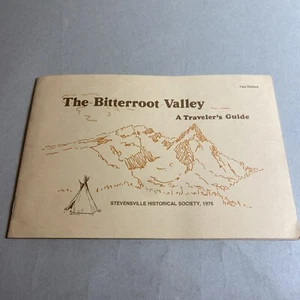 The Bitterroot Valley
A Traveler's Guide
STEVENSVILLE HISTORICAL SOCIETY, 1976